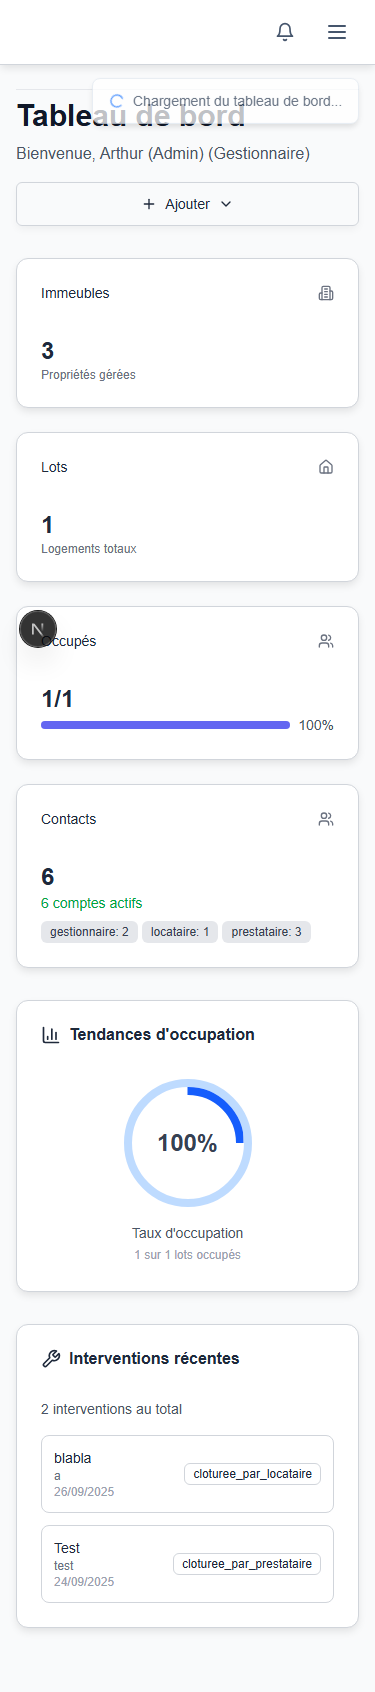 Chargement du tableau de bord...
Tableau de bord
Bienvenue, Arthur (Admin) (Gestionnaire)
Ajouter
Immeubles
3
Propriétés gérées
Lots
1
Logements totaux
N
Occupés
1/1
100%
Contacts
6
6 comptes actifs
gestionnaire: 2 locataire: 1 prestataire: 3
Tendances d'occupation
100%
Taux d'occupation
1 sur 1 lots occupés
Interventions récentes
2 interventions au total
blabla
a
26/09/2025
cloturee_par_locataire
Test
test
24/09/2025
cloturee_par_prestataire